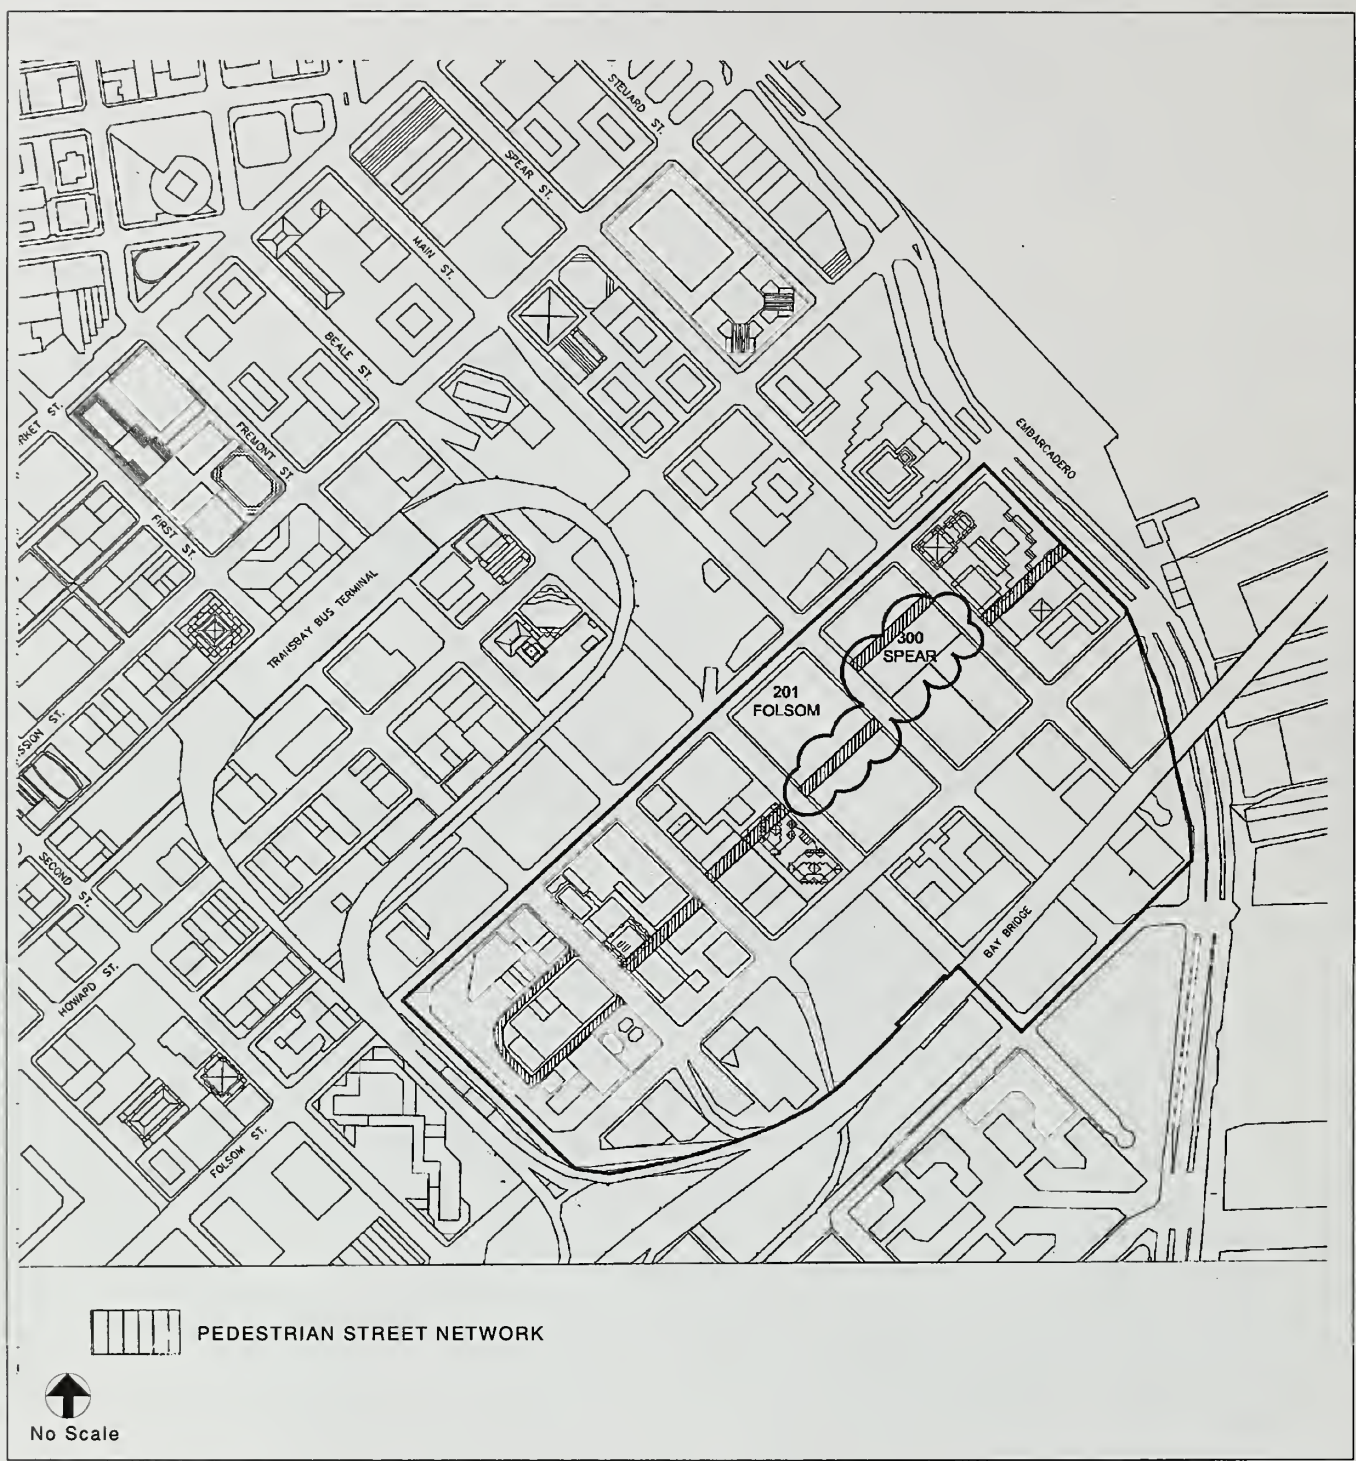 STEUARD ST.
SPEAR ST.
MAIN ST.
BEALE ST.
FREMONT ST.
FIRST ST.
EMBARCADERO
TRANSBAY BUS TERMINAL
300
SPEAR
201
FOLSOM
SECOND ST.
HOWARD ST.
FOLSOM ST.
BAY BRIDGE
PEDESTRIAN STREET NETWORK
No Scale